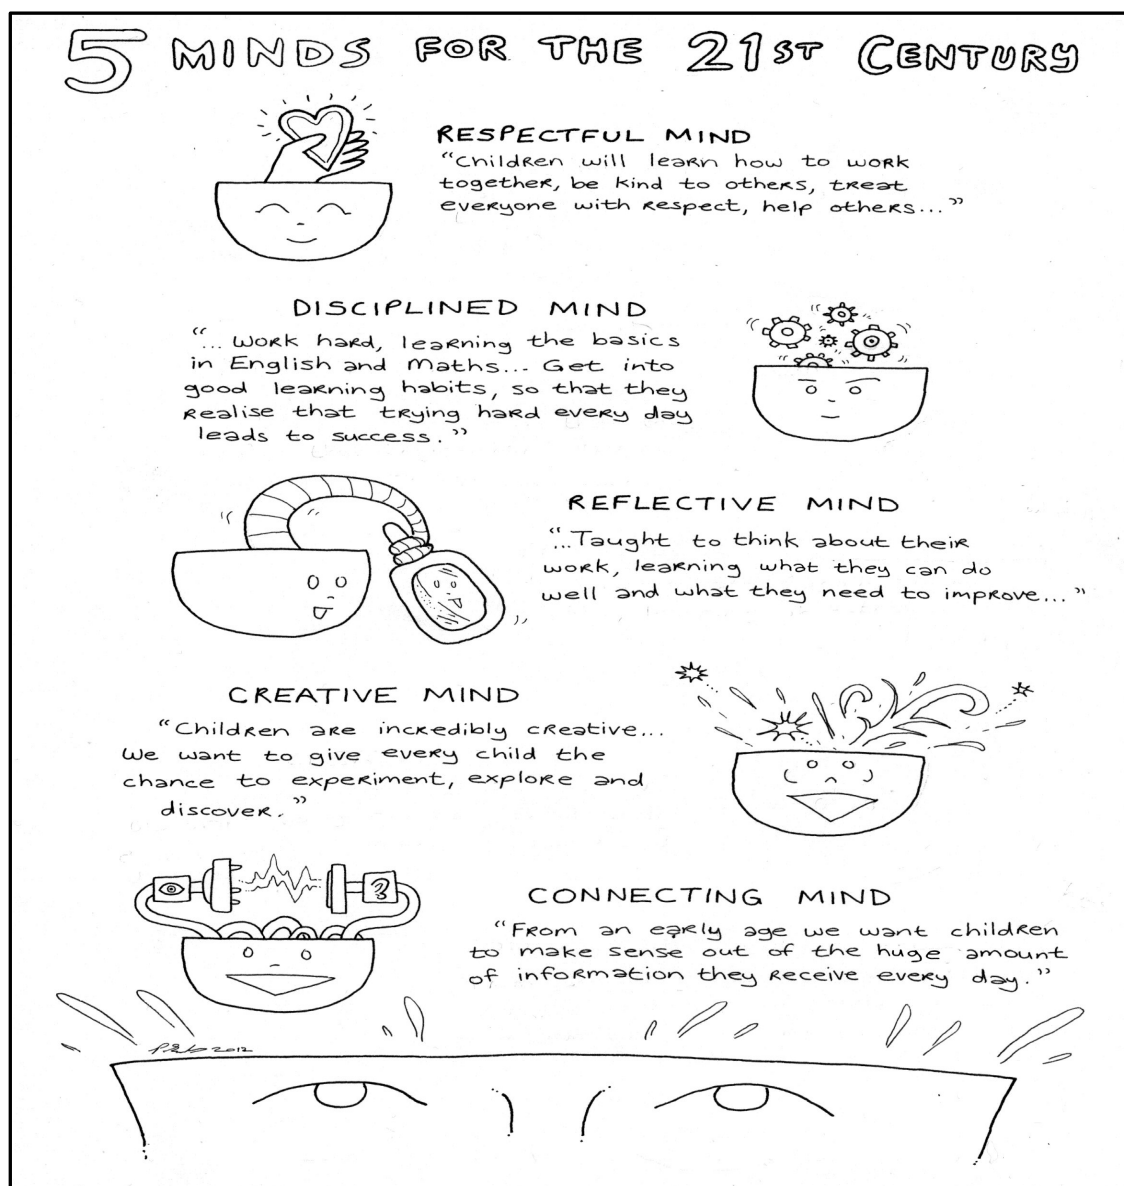 5 MINDS FOR THE 21ST CENTURY
RESPECTFUL MIND
"Children will learn how to work
together, be kind to others, treat
everyone with respect, help others..."
DISCIPLINED MIND
"... Work hard, learning the basics
in English and Maths... Get into
good learning habits, so that they
realise that trying hard every day
leads to success."
REFLECTIVE MIND
"...Taught to think about their
work, learning what they can do
well and what they need to improve..."
CREATIVE MIND
"Children are incredibly creative...
We want to give every child the
chance to experiment, explore and
discover."
CONNECTING MIND
"From an early age we want children
to make sense out of the huge amount
of information they receive every day."
2012